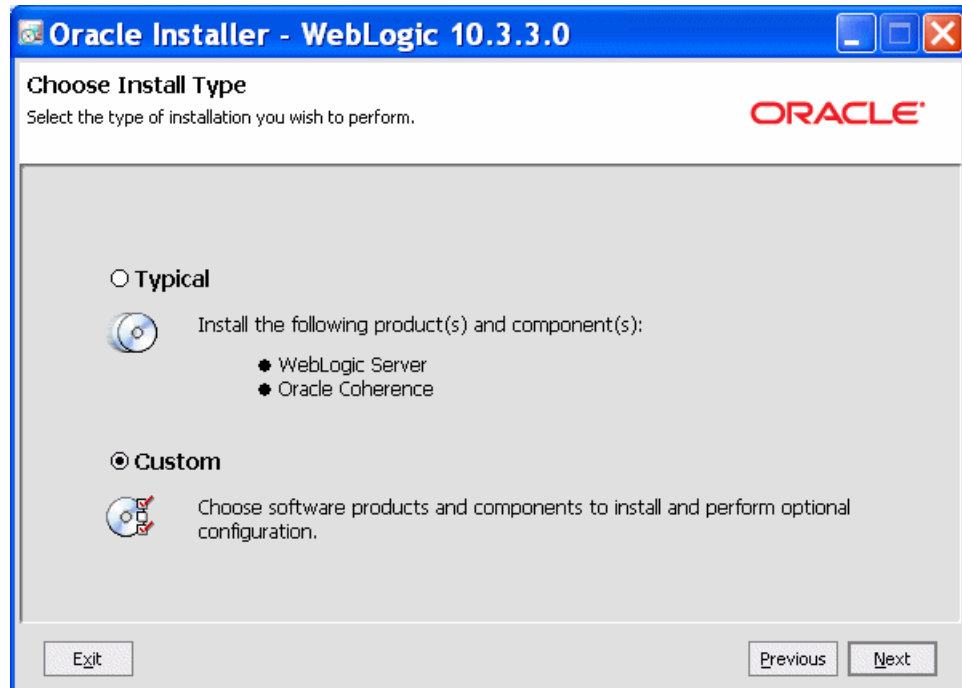 Oracle Installer - WebLogic 10.3.3.0
Choose Install Type
Select the type of installation you wish to perform.
ORACLE
Typical
Install the following product(s) and component(s):
● WebLogic Server
● Oracle Coherence
Custom
Choose software products and components to install and perform optional
configuration.
Exit
Previous
Next